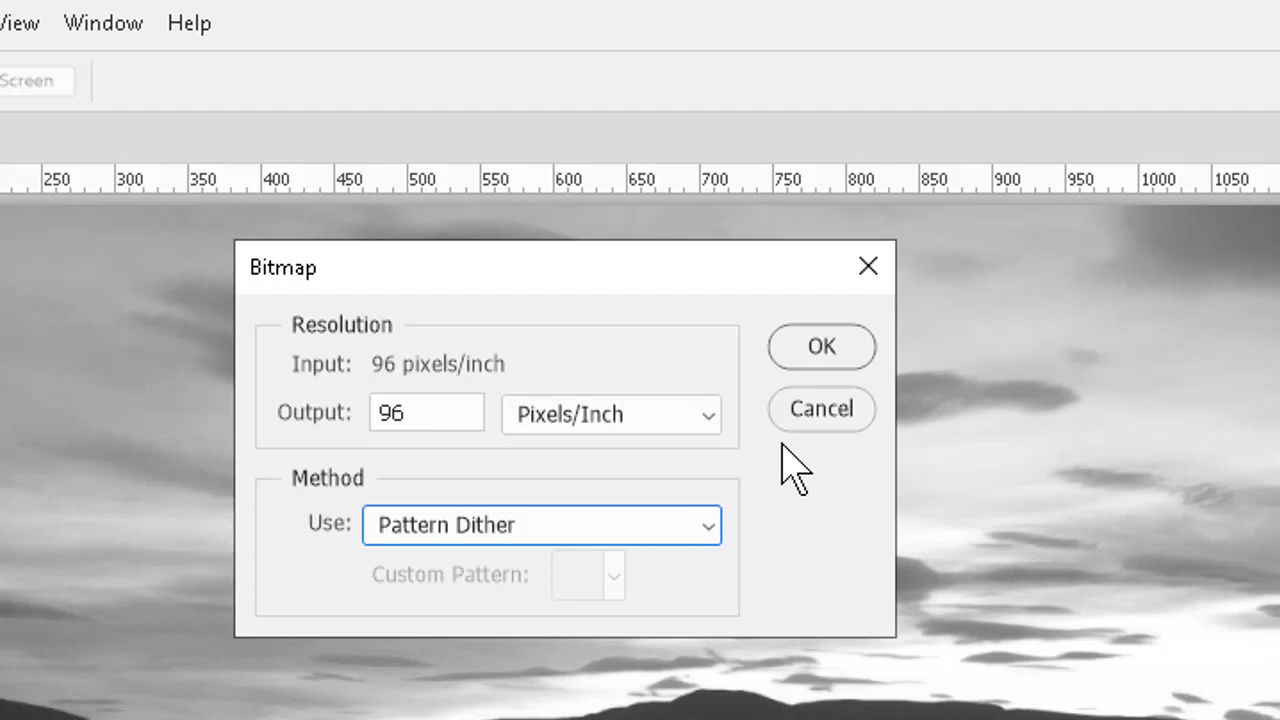 View Window Help
Screen
250 300 350 400 450 500 550 600 650 700 750 800 850 900 950 1000 1050
Bitmap
Resolution
Input: 96 pixels/inch
OK
Output: 96 Pixels/Inch
Cancel
Method
Use: Pattern Dither
Custom Pattern: